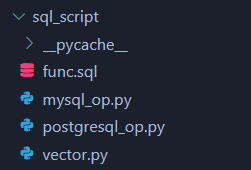 sql_script
__pycache__
func.sql
mysql_op.py
postgresql_op.py
vector.py